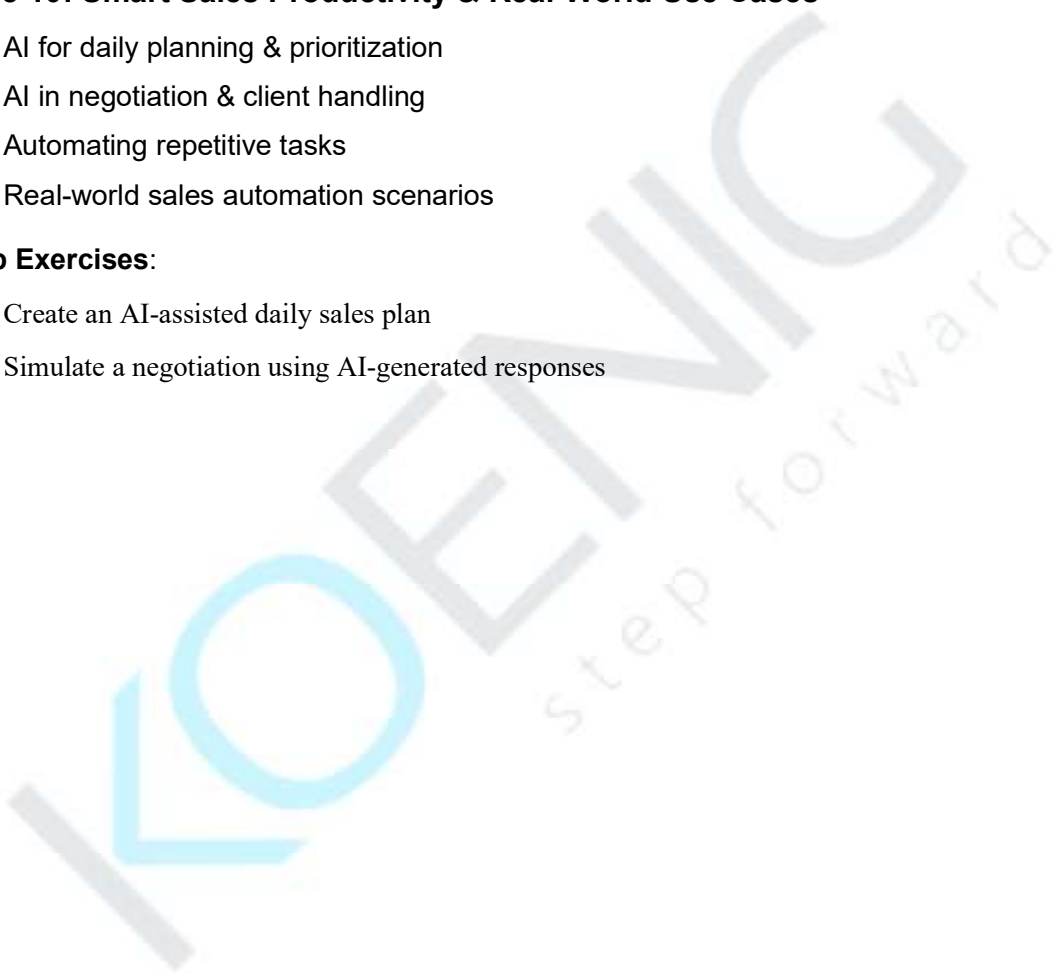 10: Smart Sales Productivity & Real-World Use Cases
AI for daily planning & prioritization
AI in negotiation & client handling
Automating repetitive tasks
Real-world sales automation scenarios
Exercises:
Create an AI-assisted daily sales plan
Simulate a negotiation using AI-generated responses
KOENIG
step forward